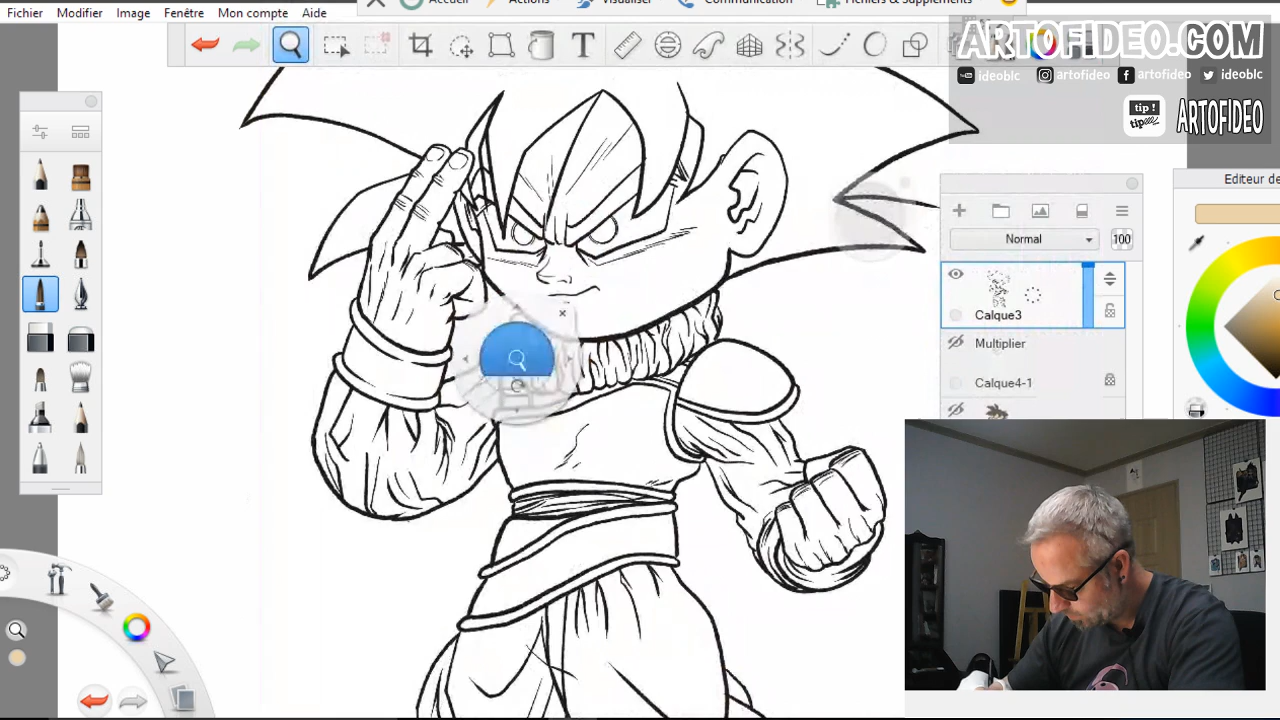 Fichier Modifier Image Fenêtre Mon compte Aide
Accueil Actions Visualiser Communication Fichiers & Suppléments
ARTOFIDEO.COM
ideoblc artofideo artofideo ideoblc
tip !
tip
ARTOFIDEO
Editeur de
Normal 100
Calque3
Multiplier
Calque4-1